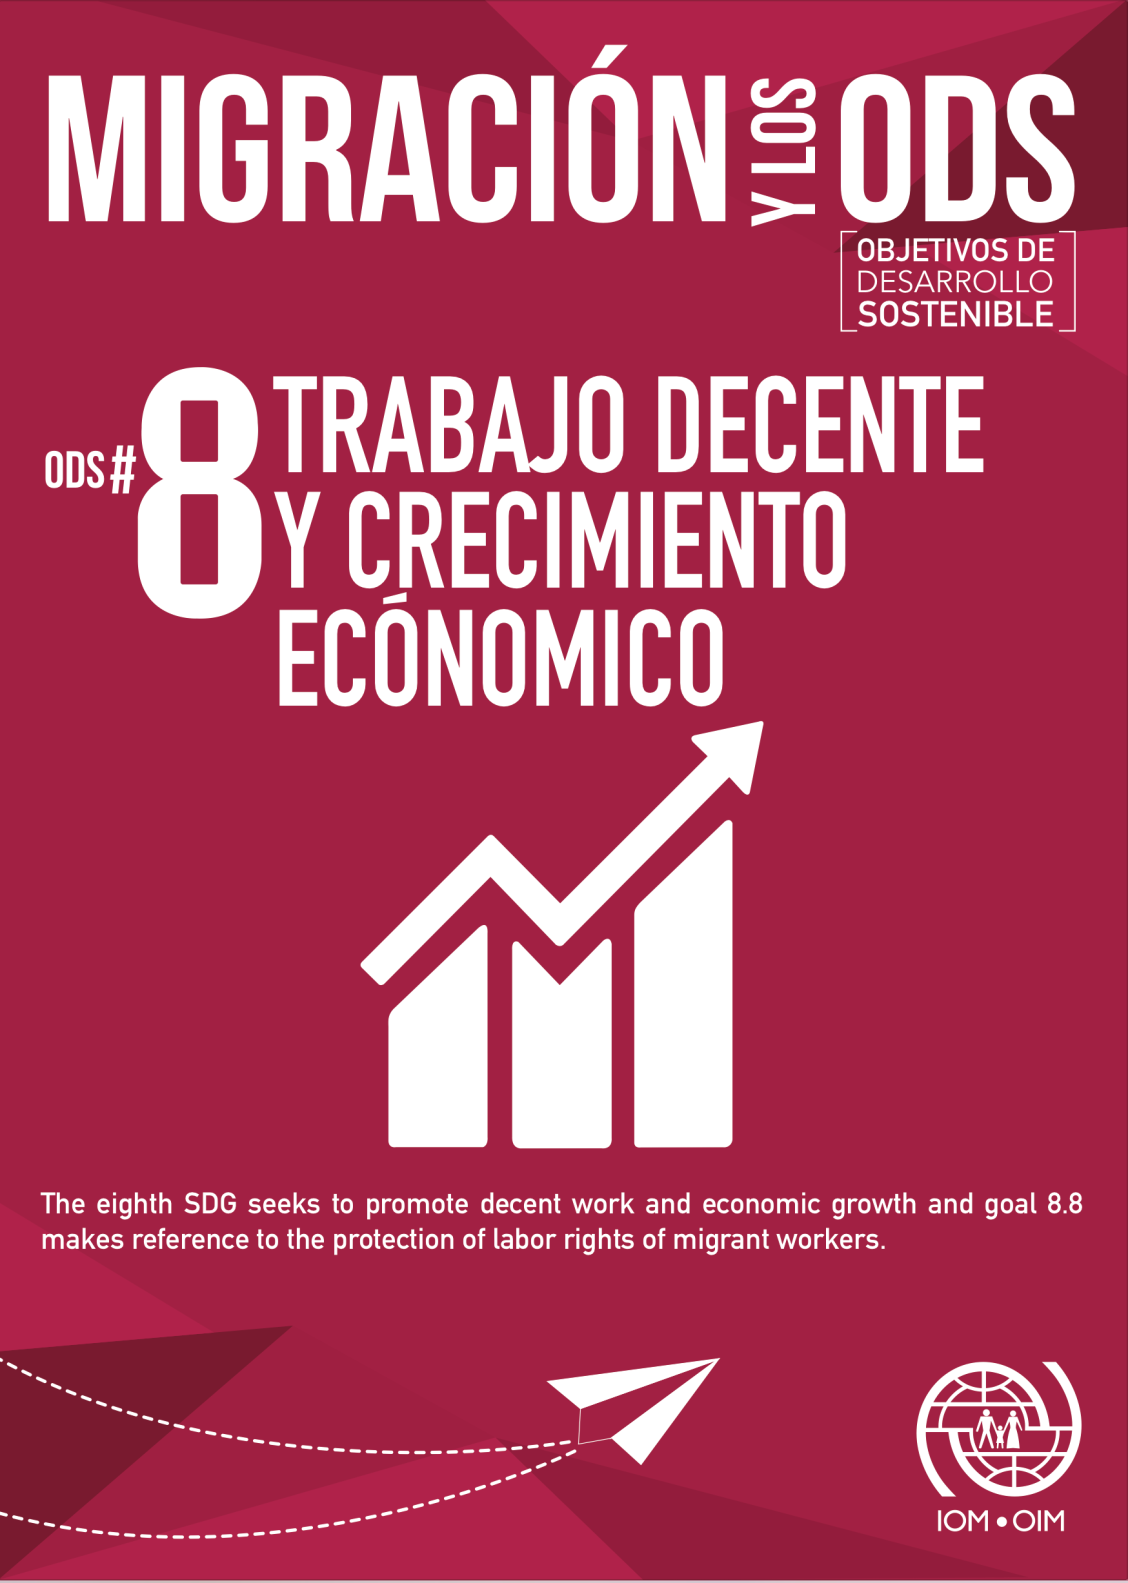 MIGRACIÓN Y LOS ODS
OBJETIVOS DE
DESARROLLO
SOSTENIBLE
ODS#8 TRABAJO DECENTE
Y CRECIMIENTO
ECÓNOMICO
The eighth SDG seeks to promote decent work and economic growth and goal 8.8
makes reference to the protection of labor rights of migrant workers.
IOM • OIM